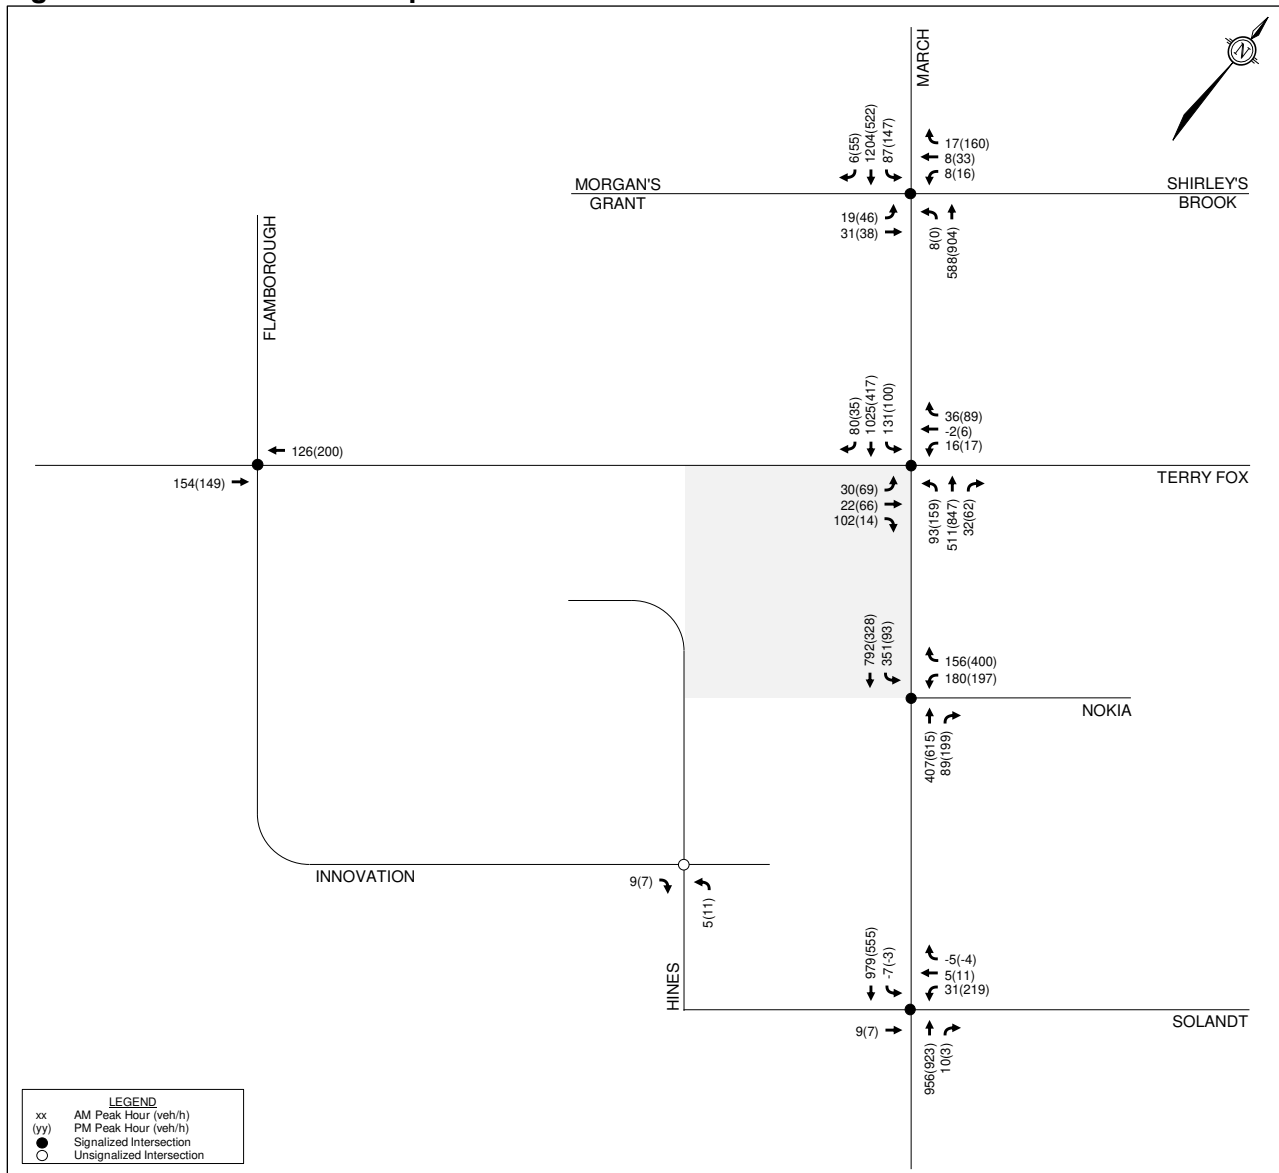 MARCH
N
6(55)
1204(522)
87(147)
17(160)
8(33)
8(16)
MORGAN'S
GRANT
SHIRLEY'S
BROOK
19(46)
31(38)
8(0)
588(904)
FLAMBOROUGH
80(35)
1025(417)
131(100)
36(89)
-2(6)
16(17)
126(200)
154(149)
TERRY FOX
30(69)
22(66)
102(14)
93(159)
511(847)
32(62)
792(328)
351(93)
156(400)
180(197)
NOKIA
407(615)
89(199)
INNOVATION
9(7)
5(11)
HINES
979(555)
-7(-3)
-5(-4)
5(11)
31(219)
SOLANDT
9(7)
956(923)
10(3)
LEGEND
xx AM Peak Hour (veh/h)
(yy) PM Peak Hour (veh/h)
Signalized Intersection
Unsignalized Intersection